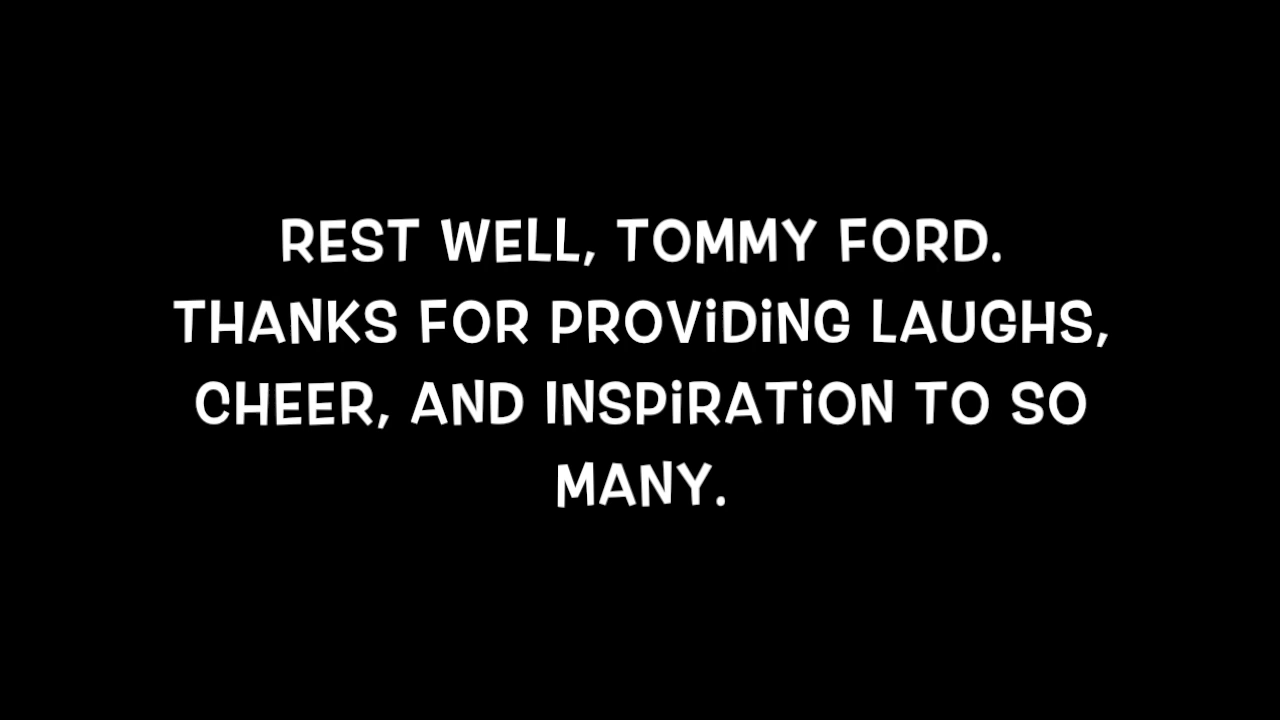 REST WELL, TOMMY FORD.
THANKS FOR PROViDiNG LAUGHS,
CHEER, AND INSPiRATiON TO SO
MANY.